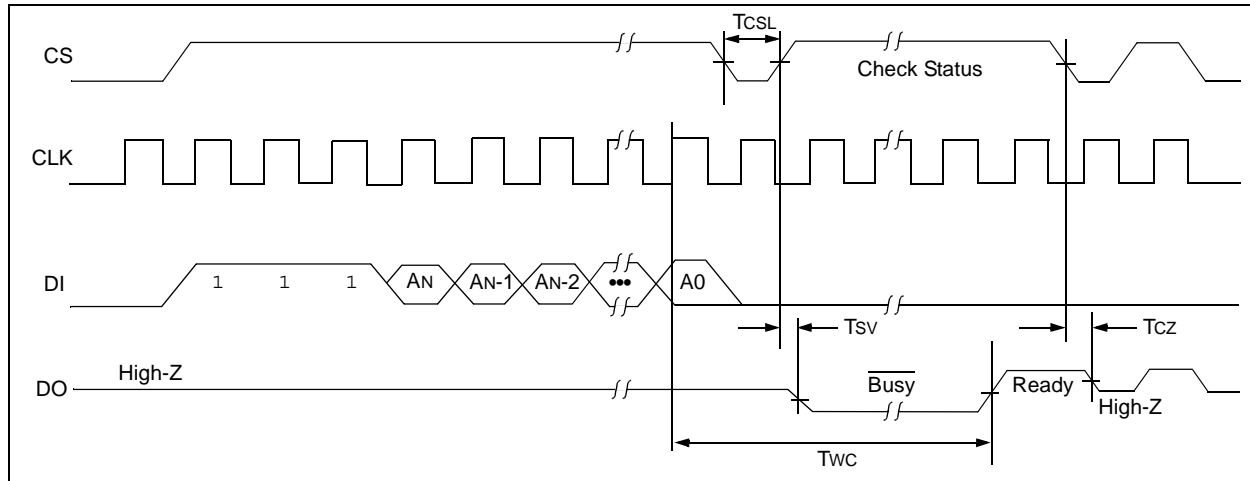 TCSL
CS
Check Status
CLK
DI
1 1 1 AN AN-1 AN-2 ••• A0
TSV
TCZ
High-Z
DO
Busy
Ready
High-Z
TWC